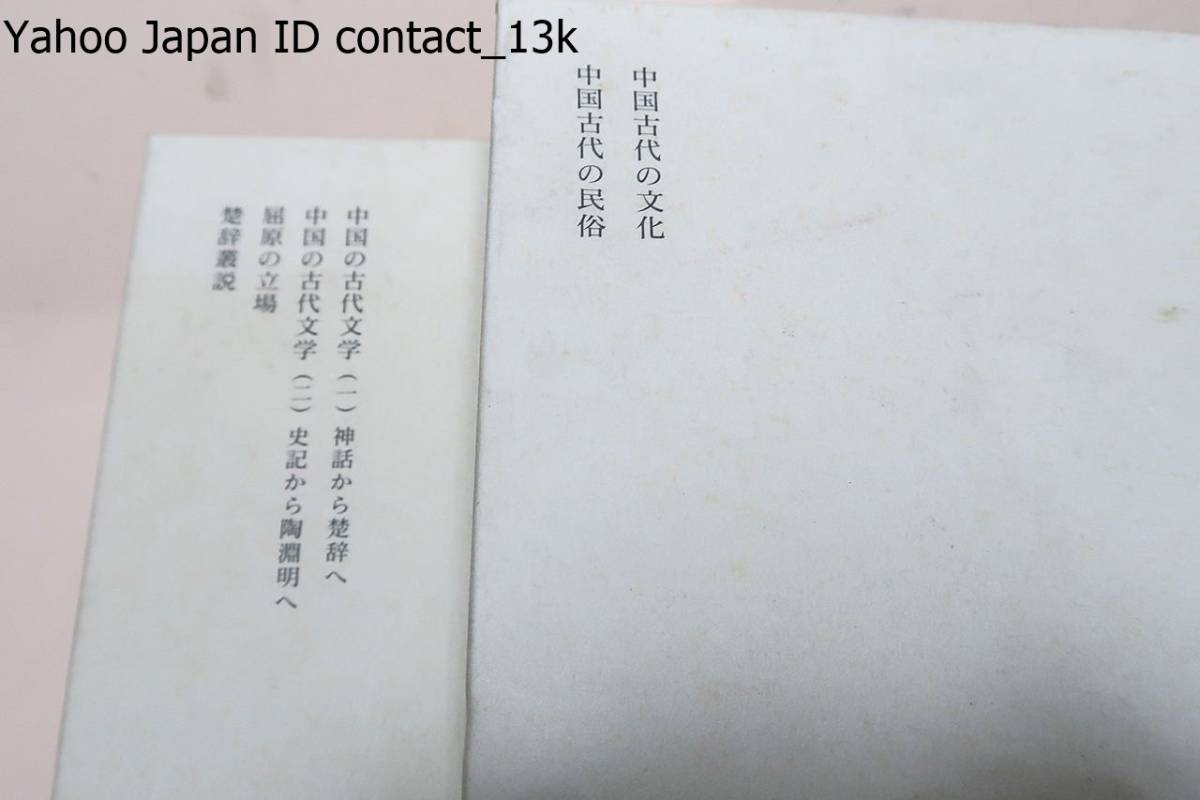 Yahoo Japan ID contact_13k
中国古代の文化
中国古代の民俗
中国の古代文学（一）神話から楚辞へ
中国の古代文学（二）史記から陶淵明へ
屈原の立場
楚辞叢説